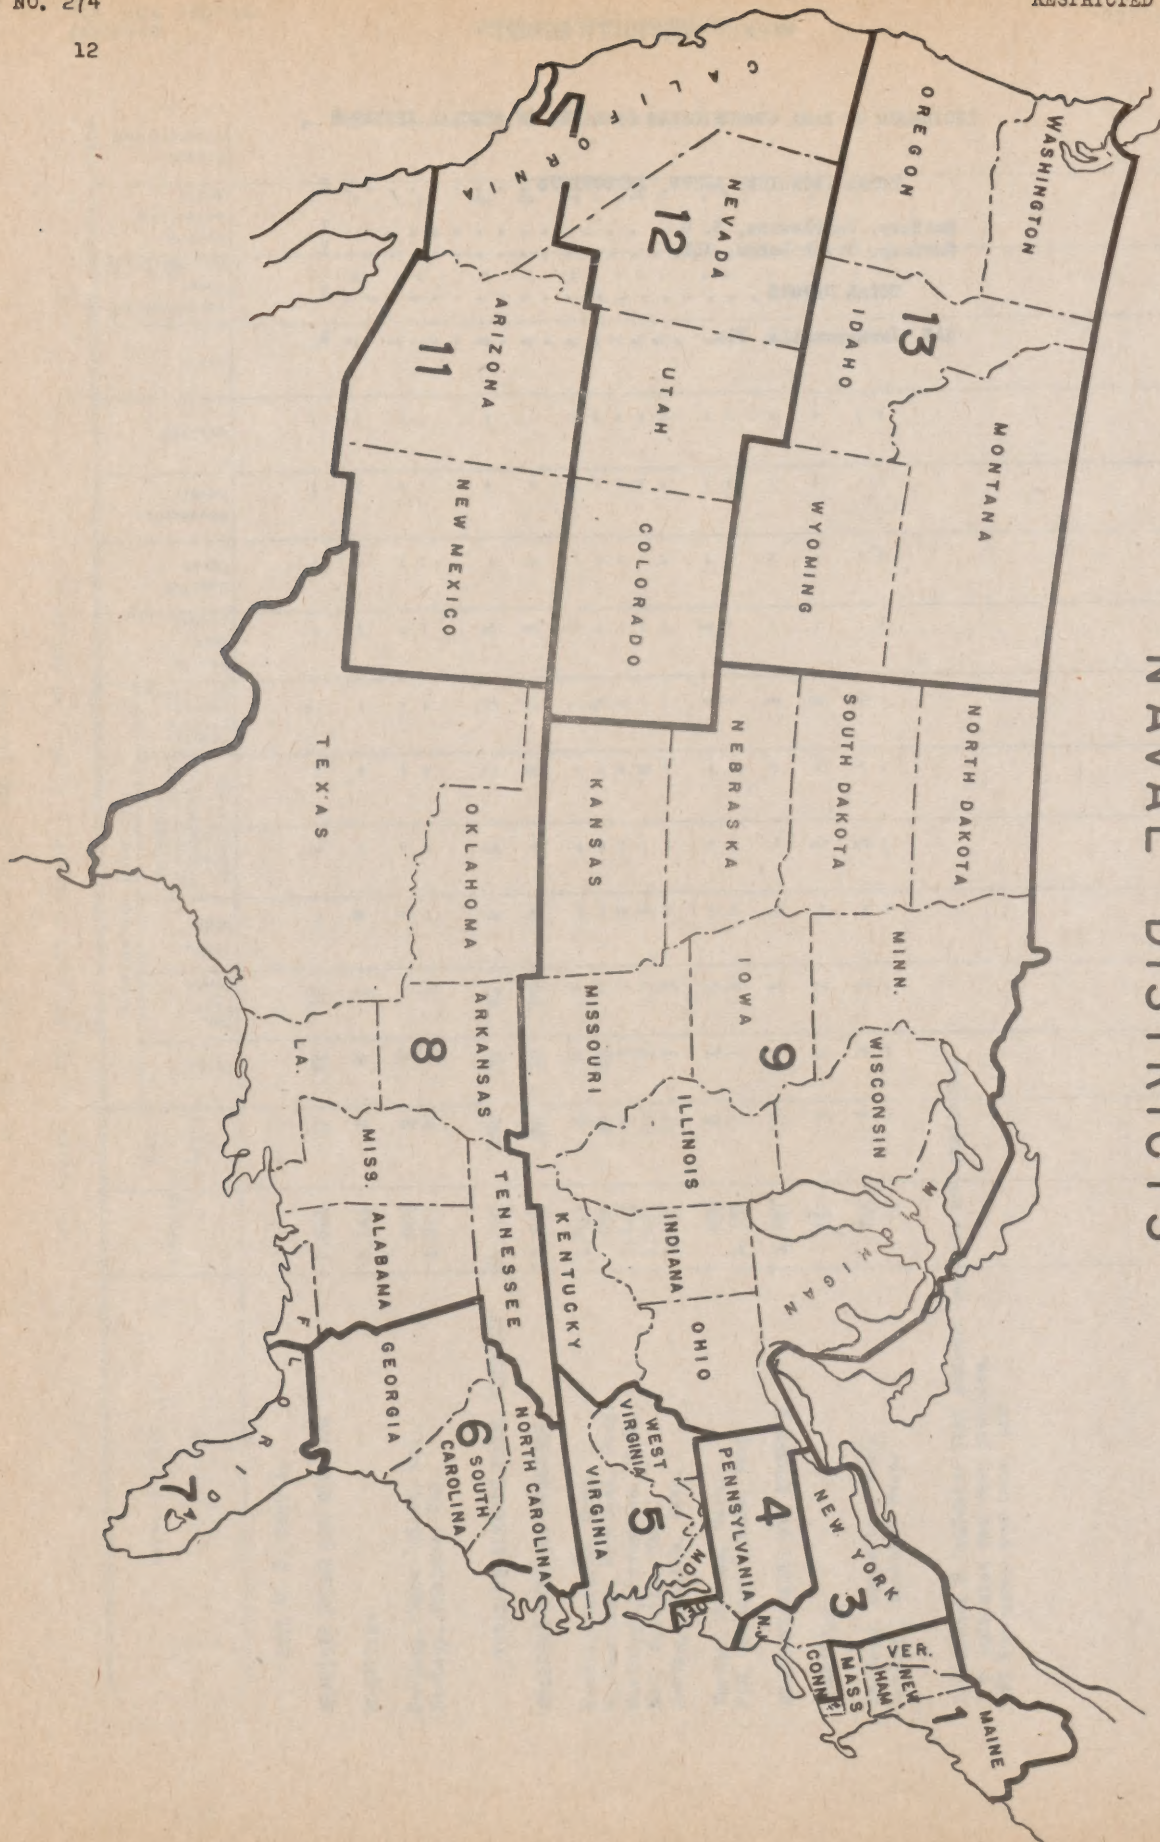 NO. 274
RESTRICTED
12
NAVAL DISTRICTS
WASHINGTON
OREGON
CALIFORNIA
NEVADA
12
IDAHO
13
MONTANA
WYOMING
UTAH
COLORADO
ARIZONA
11
NEW MEXICO
NORTH DAKOTA
SOUTH DAKOTA
NEBRASKA
KANSAS
OKLAHOMA
TEXAS
MINN.
IOWA
9
MISSOURI
ARKANSAS
8
LA.
WISCONSIN
ILLINOIS
INDIANA
OHIO
KENTUCKY
TENNESSEE
MISS.
ALABANA
GEORGIA
7
6
SOUTH
CAROLINA
NORTH CAROLINA
VIRGINIA
WEST
VIRGINIA
5
MD.
PENNSYLVANIA
4
N.J.
NEW YORK
3
CONN.
MASS
VER.
NEW
HAM
1
MAINE